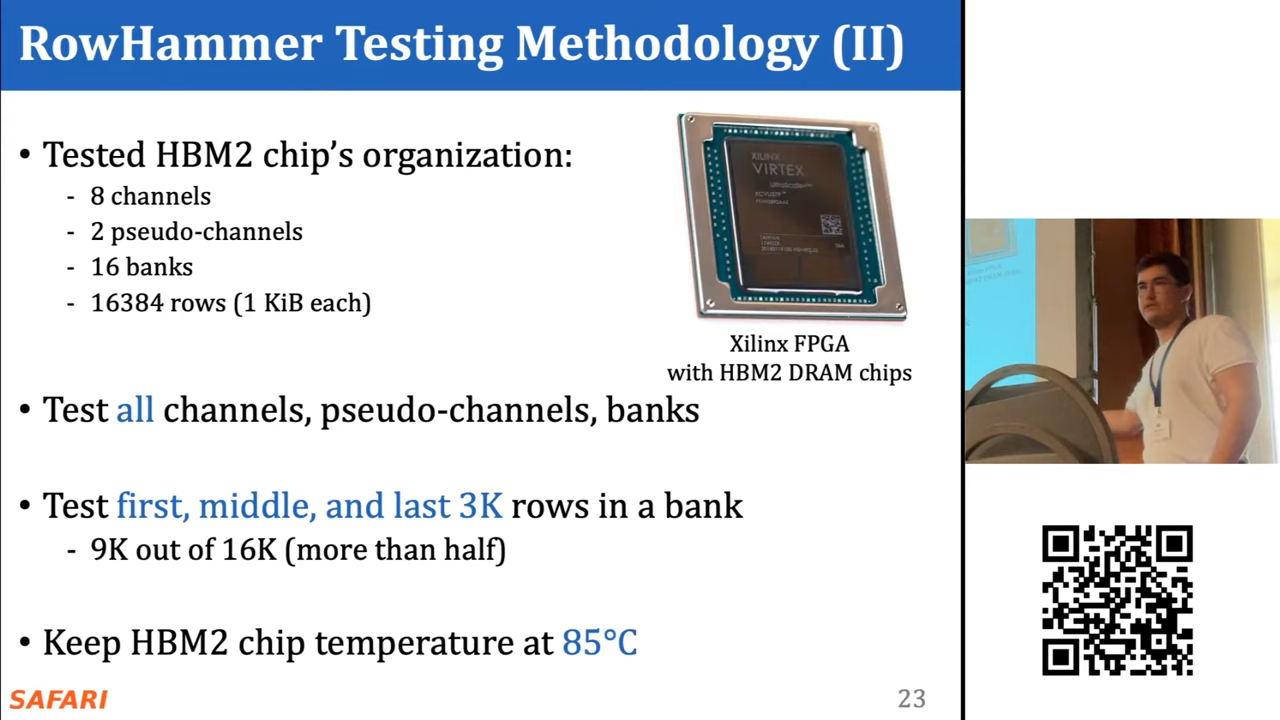 RowHammer Testing Methodology (II)
• Tested HBM2 chip's organization:
- 8 channels
- 2 pseudo-channels
- 16 banks
- 16384 rows (1 KiB each)
XILINX
VIRTEX
Xilinx FPGA
with HBM2 DRAM chips
• Test all channels, pseudo-channels, banks
• Test first, middle, and last 3K rows in a bank
- 9K out of 16K (more than half)
• Keep HBM2 chip temperature at 85°C
SAFARI
23